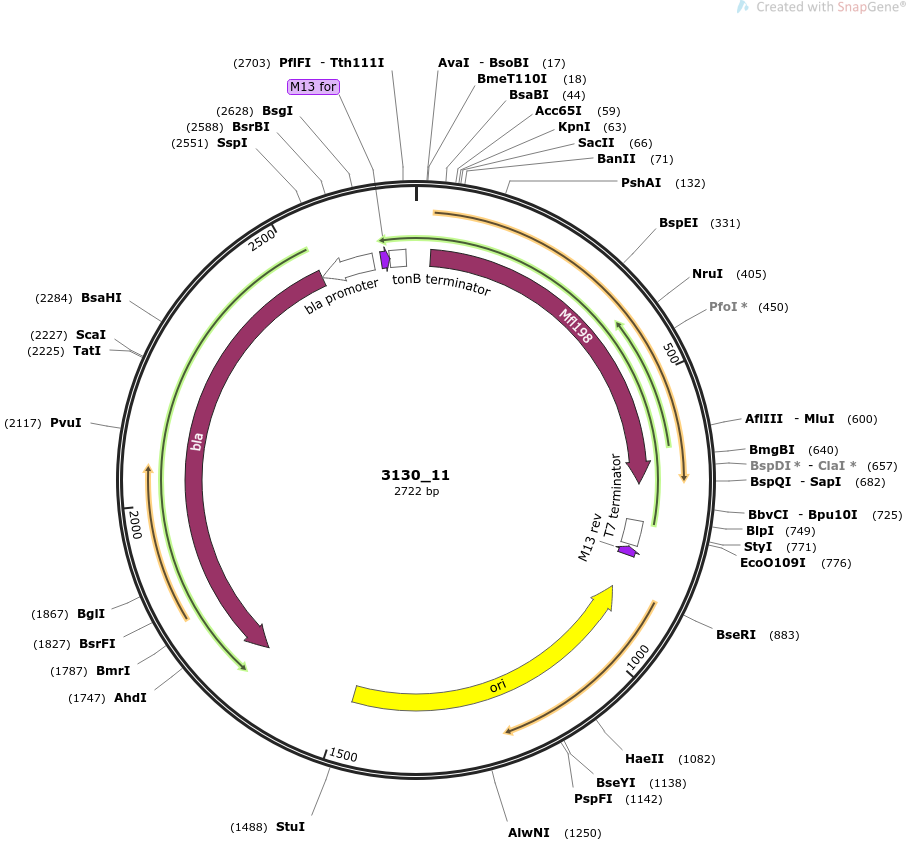 Created with SnapGene®
(2703) PflFI - Tth111I
AvaI - BsoBI (17)
BmeT110I (18)
M13 for
BsaBI (44)
(2628) BsgI
Acc65I (59)
(2588) BsrBI
KpnI (63)
(2551) SspI
SacII (66)
BanII (71)
PshAI (132)
BspEI (331)
2500
NruI (405)
bla promoter
tonB terminator
(2284) BsaHI
PfoI * (450)
Mfl198
(2227) ScaI
(2225) TatI
500
(2117) PvuI
AflIII - MluI (600)
bla
BmgBI (640)
BspDI * - ClaI * (657)
3130_11
2722 bp
BspQI - SapI (682)
T7 terminator
2000
BbvCI - Bpu10I (725)
M13 rev
BlpI (749)
StyI (771)
EcoO109I (776)
(1867) BglI
BseRI (883)
(1827) BsrFI
(1787) BmrI
1000
ori
(1747) AhdI
1500
HaeII (1082)
BseYI (1138)
PspFI (1142)
(1488) StuI
AlwNI (1250)